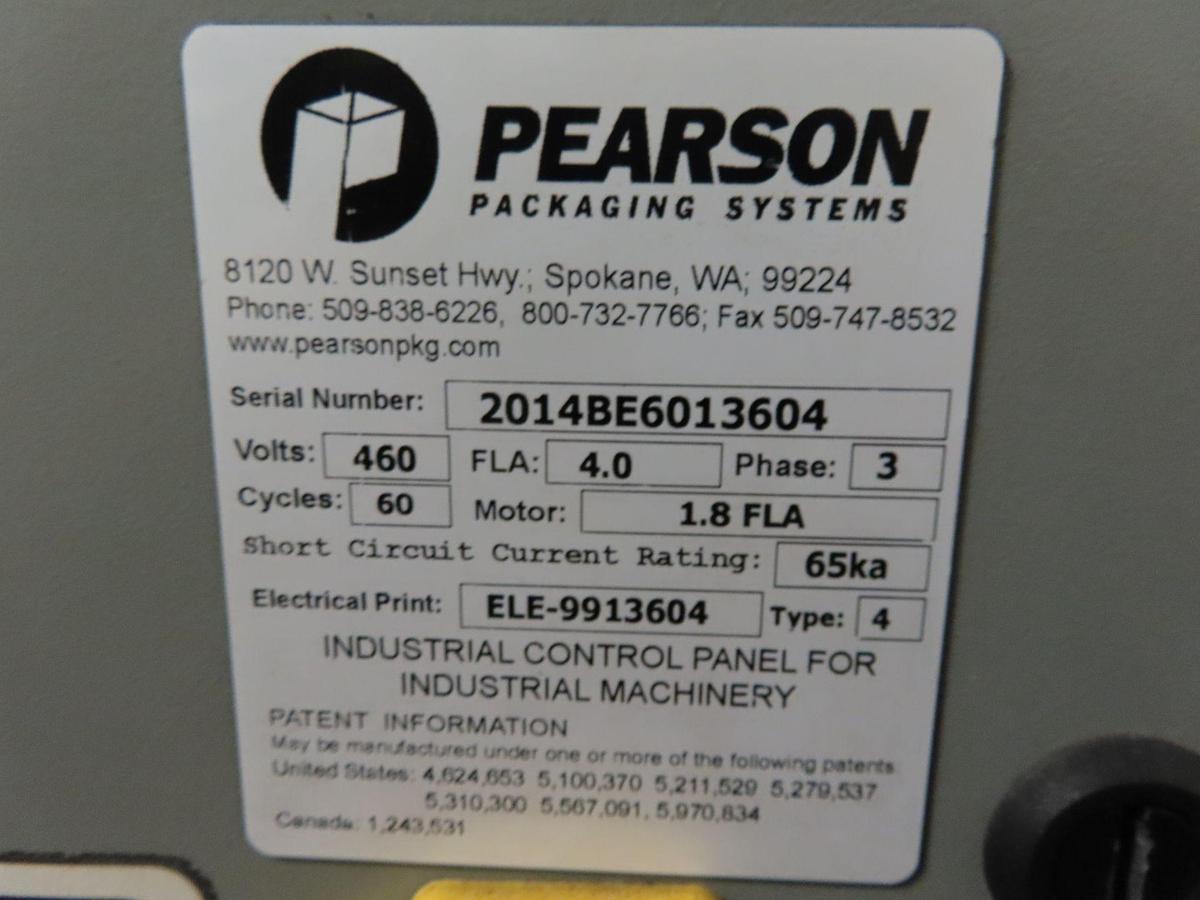 PEARSON
PACKAGING SYSTEMS
8120 W. Sunset Hwy.; Spokane, WA; 99224
Phone: 509-838-6226, 800-732-7766; Fax 509-747-8532
www.pearsonpkg.com
Serial Number: 2014BE6013604
Volts: 460 FLA: 4.0 Phase: 3
Cycles: 60 Motor: 1.8 FLA
Short Circuit Current Rating: 65ka
Electrical Print: ELE-9913604 Type: 4
INDUSTRIAL CONTROL PANEL FOR
INDUSTRIAL MACHINERY
PATENT INFORMATION
May be manufactured under one or more of the following patents
United States: 4,624,653 5,100,370 5,211,529 5,279,537
5,310,300 5,567,091, 5,970,834
Canada: 1,243,531